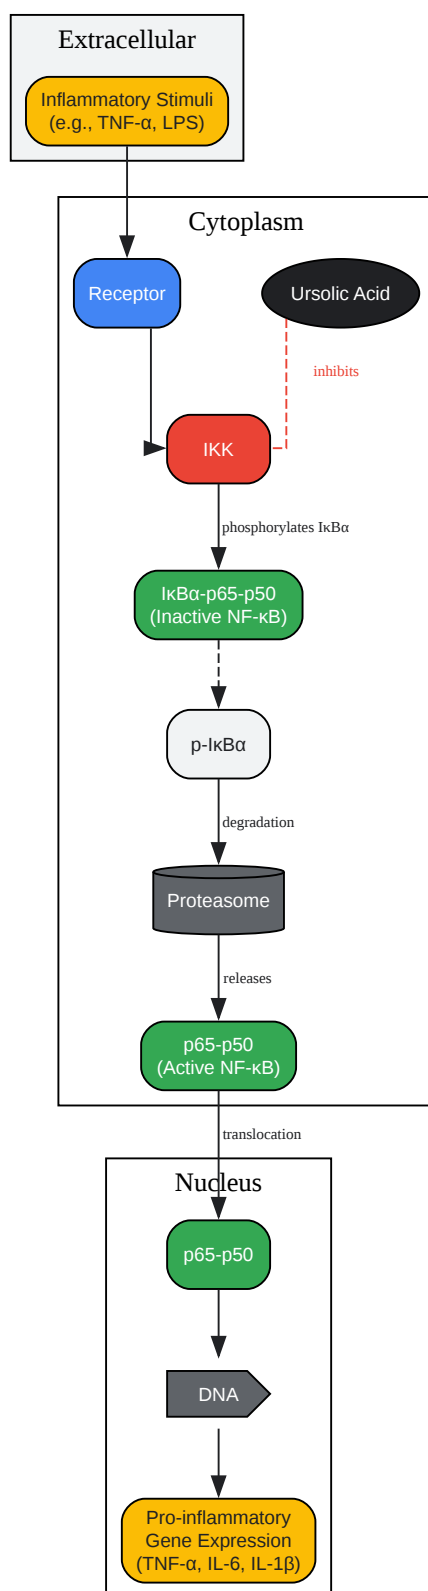 Extracellular
Inflammatory Stimuli
(e.g., TNF-α, LPS)
Cytoplasm
Receptor
Ursolic Acid
inhibits
IKK
phosphorylates IκBα
IκBα-p65-p50
(Inactive NF-κB)
p-IκBα
degradation
Proteasome
releases
p65-p50
(Active NF-κB)
translocation
Nucleus
p65-p50
DNA
Pro-inflammatory
Gene Expression
(TNF-α, IL-6, IL-1β)